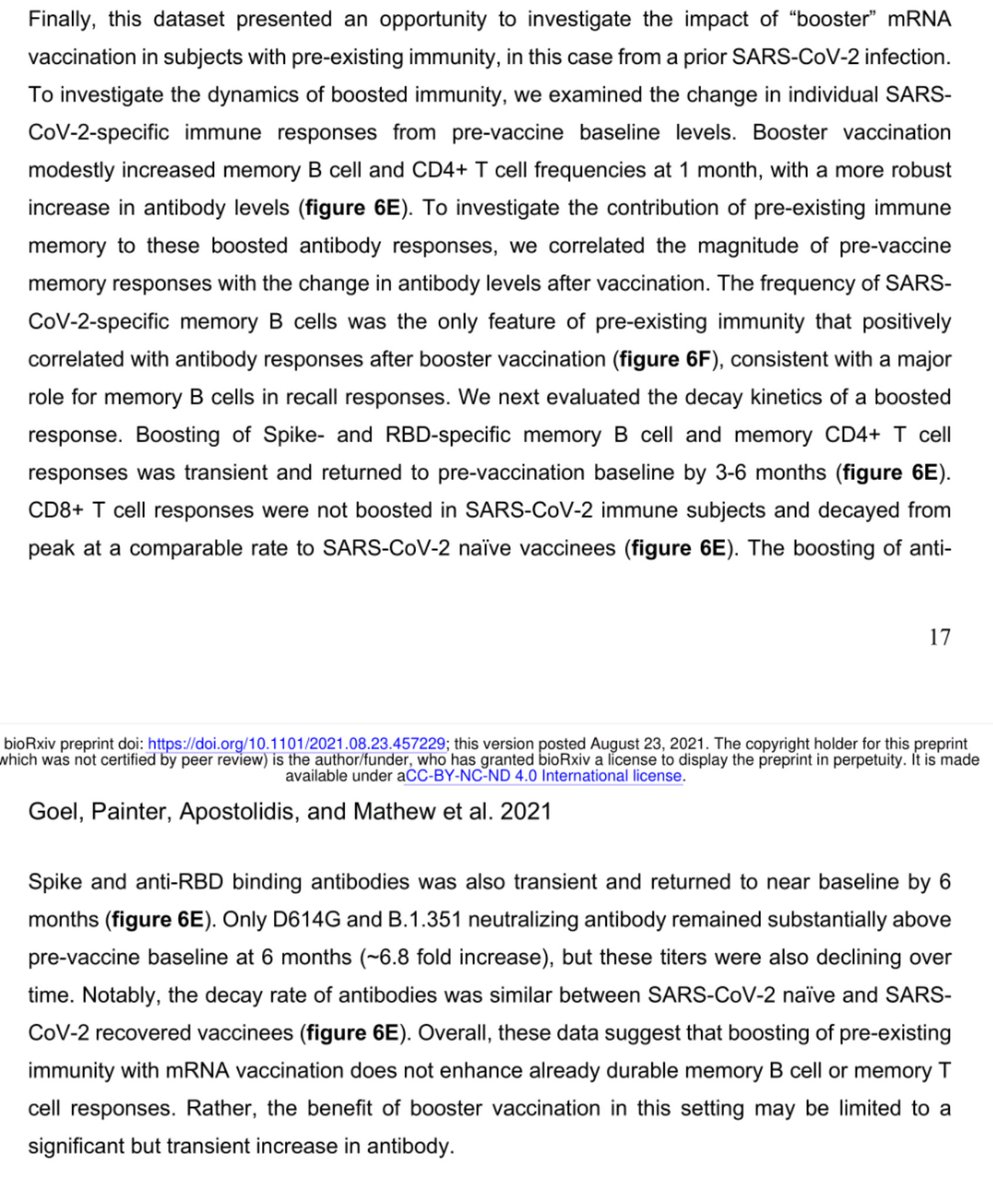 Finally, this dataset presented an opportunity to investigate the impact of “booster” mRNA
vaccination in subjects with pre-existing immunity, in this case from a prior SARS-CoV-2 infection.
To investigate the dynamics of boosted immunity, we examined the change in individual SARS-
CoV-2-specific immune responses from pre-vaccine baseline levels. Booster vaccination
modestly increased memory B cell and CD4+ T cell frequencies at 1 month, with a more robust
increase in antibody levels (figure 6E). To investigate the contribution of pre-existing immune
memory to these boosted antibody responses, we correlated the magnitude of pre-vaccine
memory responses with the change in antibody levels after vaccination. The frequency of SARS-
CoV-2-specific memory B cells was the only feature of pre-existing immunity that positively
correlated with antibody responses after booster vaccination (figure 6F), consistent with a major
role for memory B cells in recall responses. We next evaluated the decay kinetics of a boosted
response. Boosting of Spike- and RBD-specific memory B cell and memory CD4+ T cell
responses was transient and returned to pre-vaccination baseline by 3-6 months (figure 6E).
CD8+ T cell responses were not boosted in SARS-CoV-2 immune subjects and decayed from
peak at a comparable rate to SARS-CoV-2 naïve vaccinees (figure 6E). The boosting of anti-
17
bioRxiv preprint doi: https://doi.org/10.1101/2021.08.23.457229; this version posted August 23, 2021. The copyright holder for this preprint
which was not certified by peer review) is the author/funder, who has granted bioRxiv a license to display the preprint in perpetuity. It is made
available under aCC-BY-NC-ND 4.0 International license.
Goel, Painter, Apostolidis, and Mathew et al. 2021
Spike and anti-RBD binding antibodies was also transient and returned to near baseline by 6
months (figure 6E). Only D614G and B.1.351 neutralizing antibody remained substantially above
pre-vaccine baseline at 6 months (~6.8 fold increase), but these titers were also declining over
time. Notably, the decay rate of antibodies was similar between SARS-CoV-2 naïve and SARS-
CoV-2 recovered vaccinees (figure 6E). Overall, these data suggest that boosting of pre-existing
immunity with mRNA vaccination does not enhance already durable memory B cell or memory T
cell responses. Rather, the benefit of booster vaccination in this setting may be limited to a
significant but transient increase in antibody.